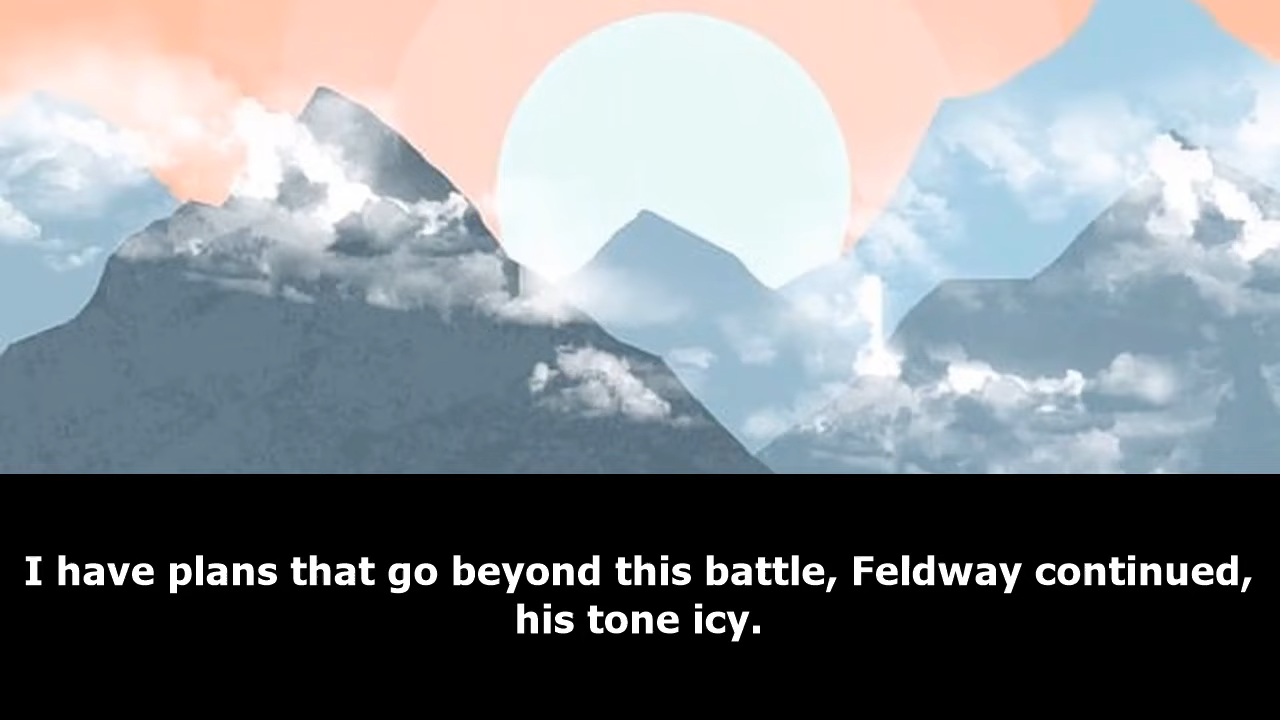 I have plans that go beyond this battle, Feldway continued,
his tone icy.